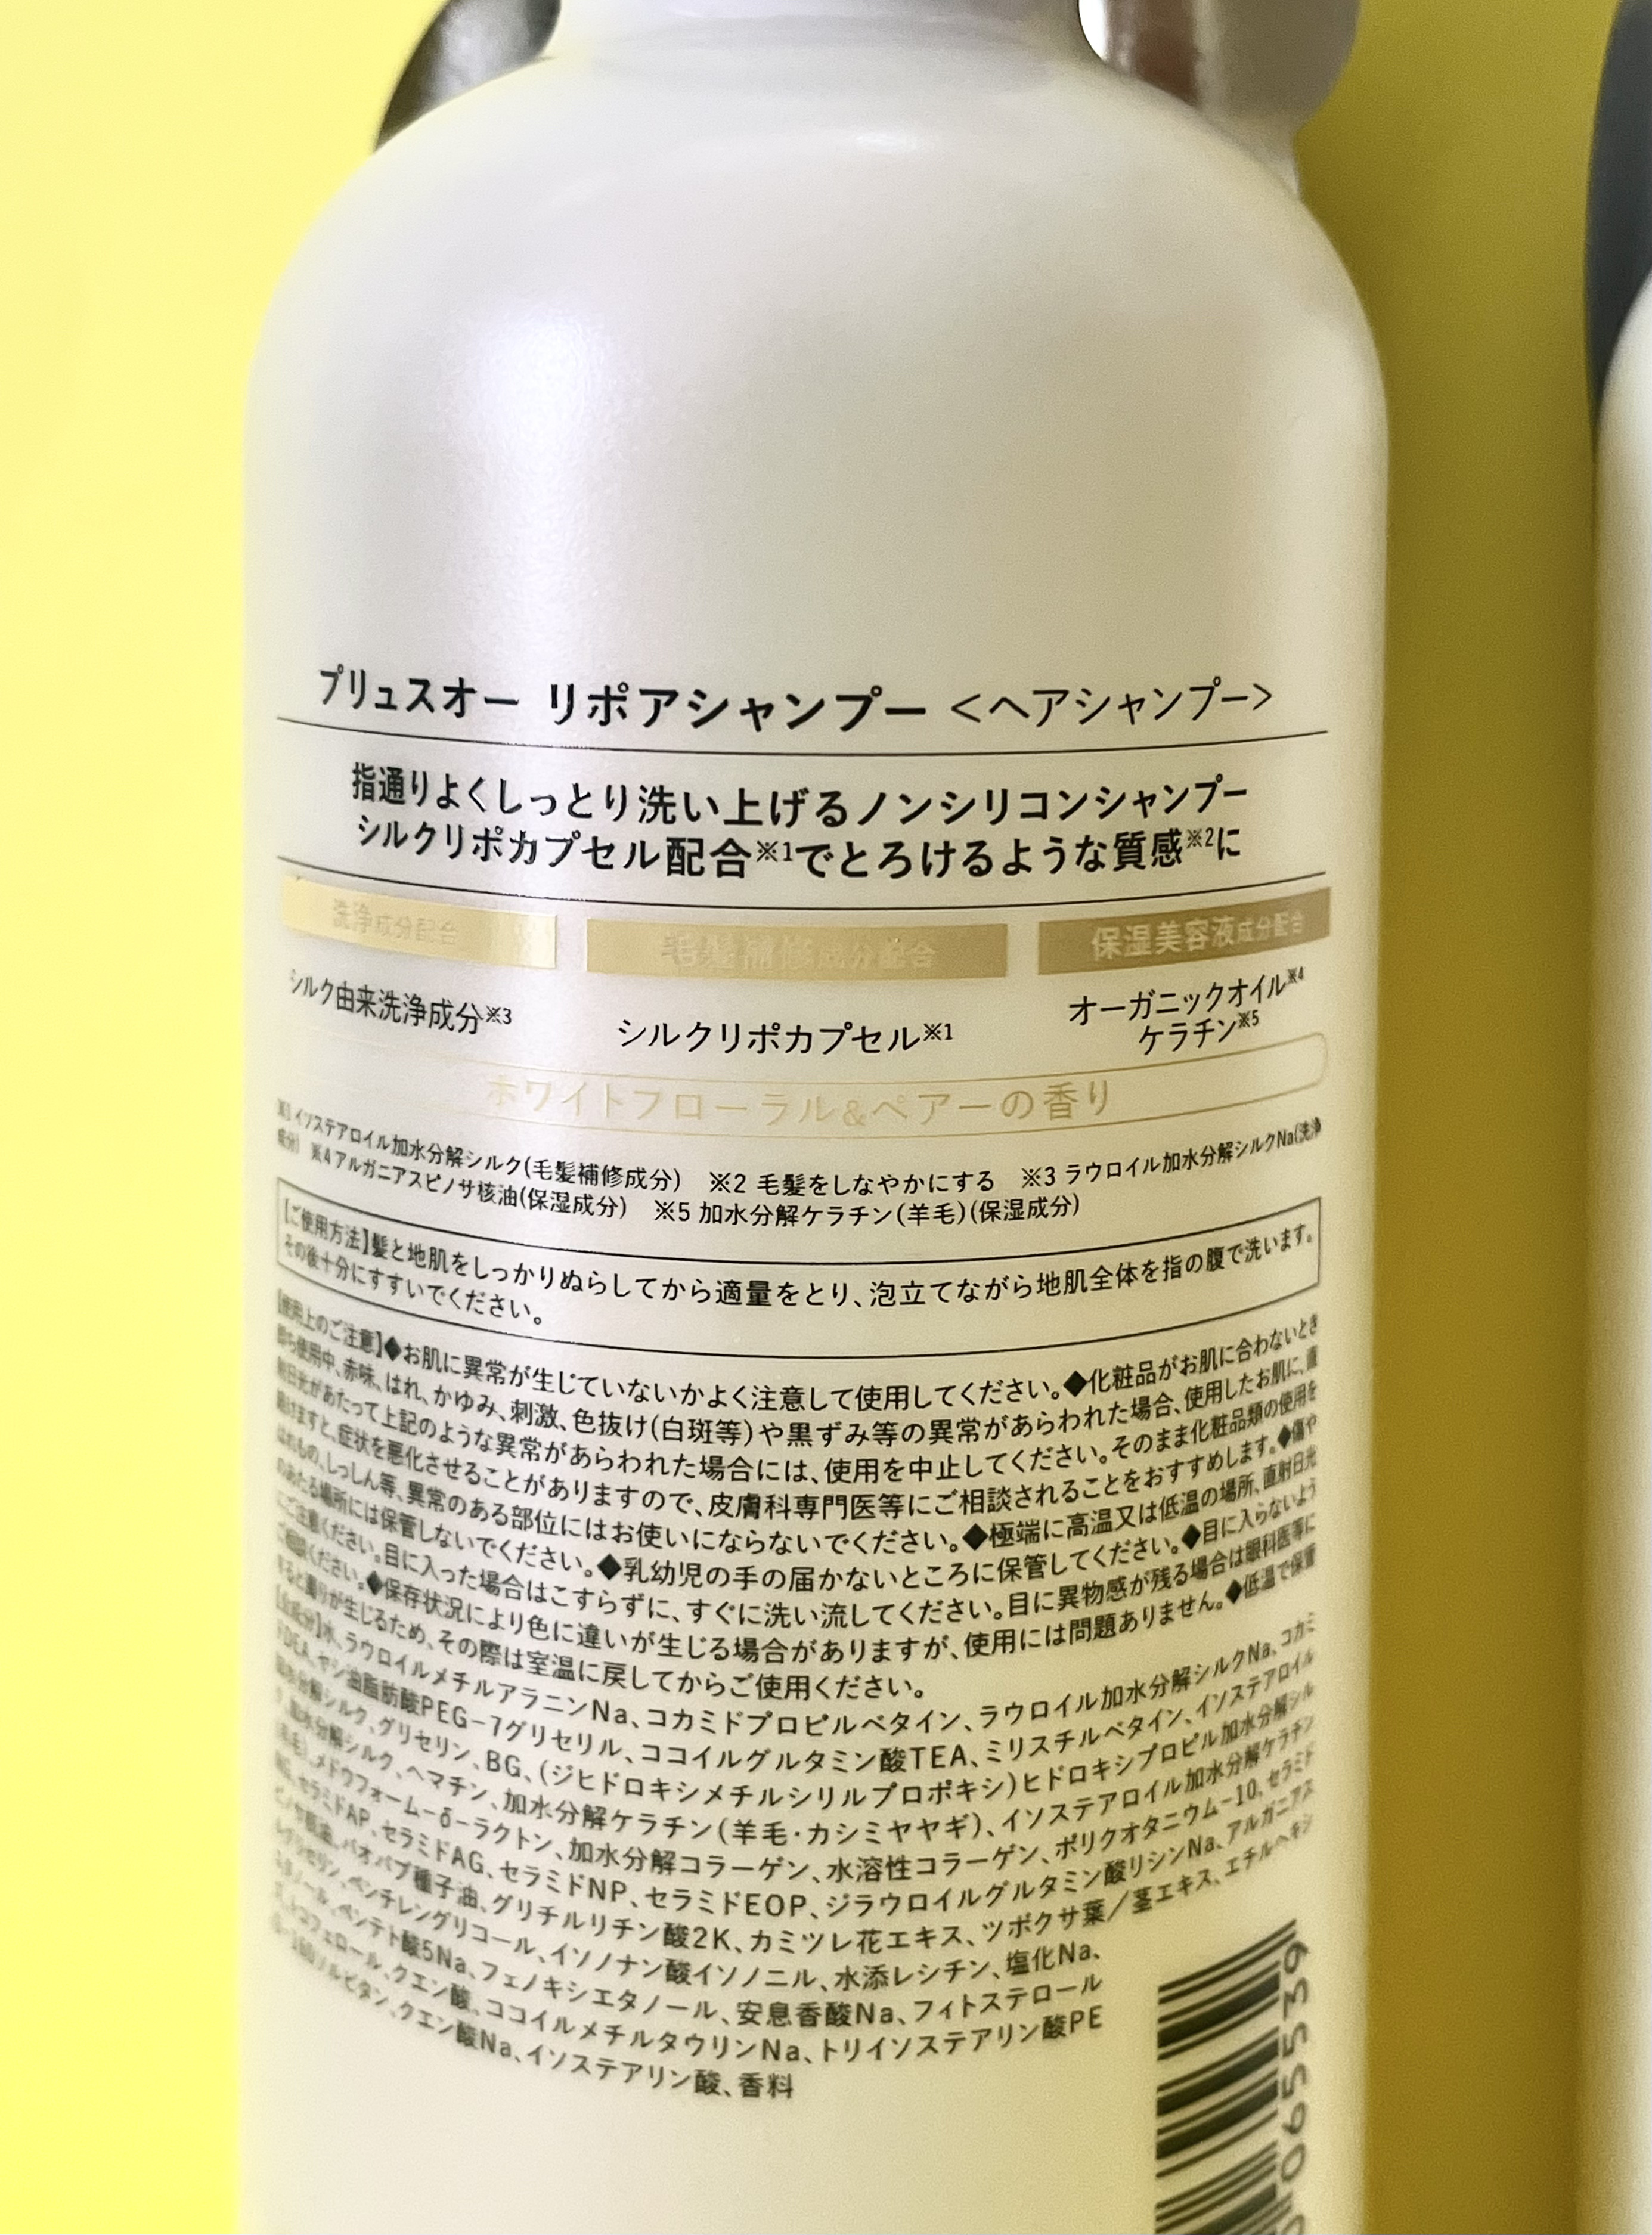 プリュスオー リポアシャンプー <ヘアシャンプー>
指通りよくしっとり洗い上げるノンシリコンシャンプー
シルクリポカプセル配合※1でとろけるような質感※2に
洗浄成分配合 毛髪補修成分配合 保湿美容液成分配合
シルク由来洗浄成分※3 シルクリポカプセル※1 オーガニックオイル※4
ケラチン※5
ホワイトフローラル&ペアーの香り
※1 イソステアロイル加水分解シルク(毛髪補修成分) ※2 毛髪をしなやかにする ※3 ラウロイル加水分解シルクNa(洗浄
成分) ※4 アルガニアスピノサ核油(保湿成分) ※5 加水分解ケラチン(羊毛)(保湿成分)
【ご使用方法】髪と地肌をしっかりぬらしてから適量をとり、泡立てながら地肌全体を指の腹で洗います。
その後十分にすすいでください。
【使用上のご注意】◆お肌に異常が生じていないかよく注意して使用してください。◆化粧品がお肌に合わないとき
即ち使用中、赤味、はれ、かゆみ、刺激、色抜け(白斑等)や黒ずみ等の異常があらわれた場合、使用したお肌に、直
射日光があたって上記のような異常があらわれた場合には、使用を中止してください。そのまま化粧品類の使用を
続けますと、症状を悪化させることがありますので、皮膚科専門医等にご相談されることをおすすめします。◆傷や
はれもの、しっしん等、異常のある部位にはお使いにならないでください。◆極端に高温又は低温の場所、直射日光
のあたる場所には保管しないでください。◆乳幼児の手の届かないところに保管してください。◆目に入らないよう
にご注意ください。目に入った場合はこすらずに、すぐに洗い流してください。目に異物感が残る場合は眼科医等に
ご相談ください。◆保存状況により色に違いが生じる場合がありますが、使用には問題ありません。◆低温で保管
すると濁りが生じるため、その際は室温に戻してからご使用ください。
【全成分】水、ラウロイルメチルアラニンNa、コカミドプロピルベタイン、ラウロイル加水分解シルクNa、コカミ
ドDEA、ヤシ油脂肪酸PEG-7グリセリル、ココイルグルタミン酸TEA、ミリスチルベタイン、イソステアロイル
加水分解シルク、グリセリン、BG、(ジヒドロキシメチルシリルプロポキシ)ヒドロキシプロピル加水分解シル
ク、加水分解シルク、ヘマチン、加水分解ケラチン(羊毛・カシミヤヤギ)、イソステアロイル加水分解ケラチン
(羊毛)、メドウフォーム-δ-ラクトン、加水分解コラーゲン、水溶性コラーゲン、ポリクオタニウム-10、セラミド
NG、セラミドAP、セラミドAG、セラミドNP、セラミドEOP、ジラウロイルグルタミン酸リシンNa、アルガニアス
ピノサ核油、バオバブ種子油、グリチルリチン酸2K、カミツレ花エキス、ツボクサ葉/茎エキス、エチルヘキシ
ルグリセリン、ペンチレングリコール、イソノナン酸イソノニル、水添レシチン、塩化Na、
エタノール、ペンテト酸5Na、フェノキシエタノール、安息香酸Na、フィトステロール
ズ、トコフェロール、クエン酸、ココイルメチルタウリンNa、トリイソステアリン酸PE
G-160ソルビタン、クエン酸Na、イソステアリン酸、香料